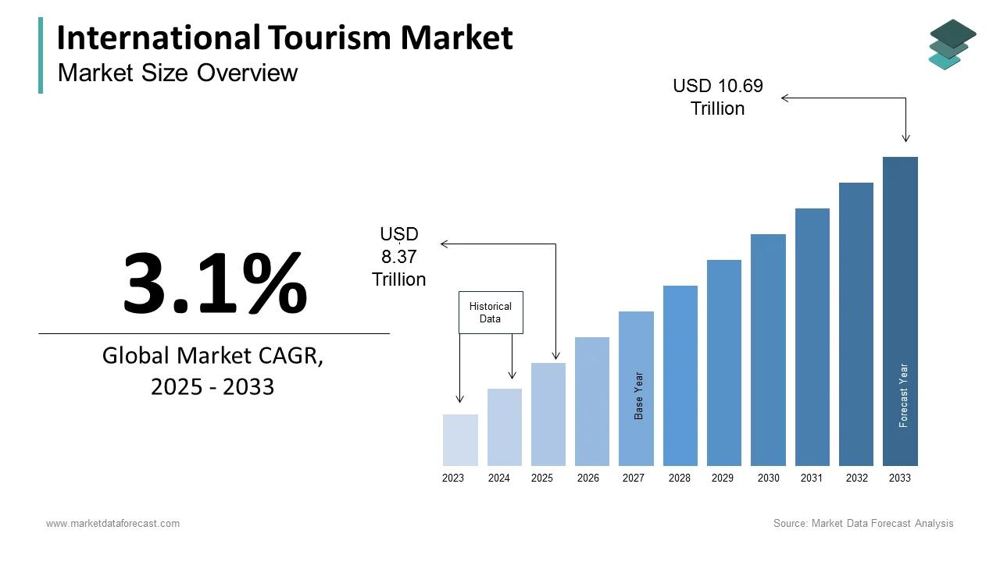 International Tourism Market
Market Size Overview
USD 10.69
Trillion
USD
8.37
Trillion
3.1%
Global Market CAGR,
2025 - 2033
Historical
Data
Base Year
Forecast Year
2023 2024 2025 2026 2027 2028 2029 2030 2031 2032 2033
www.marketdataforecast.com
Source: Market Data Forecast Analysis